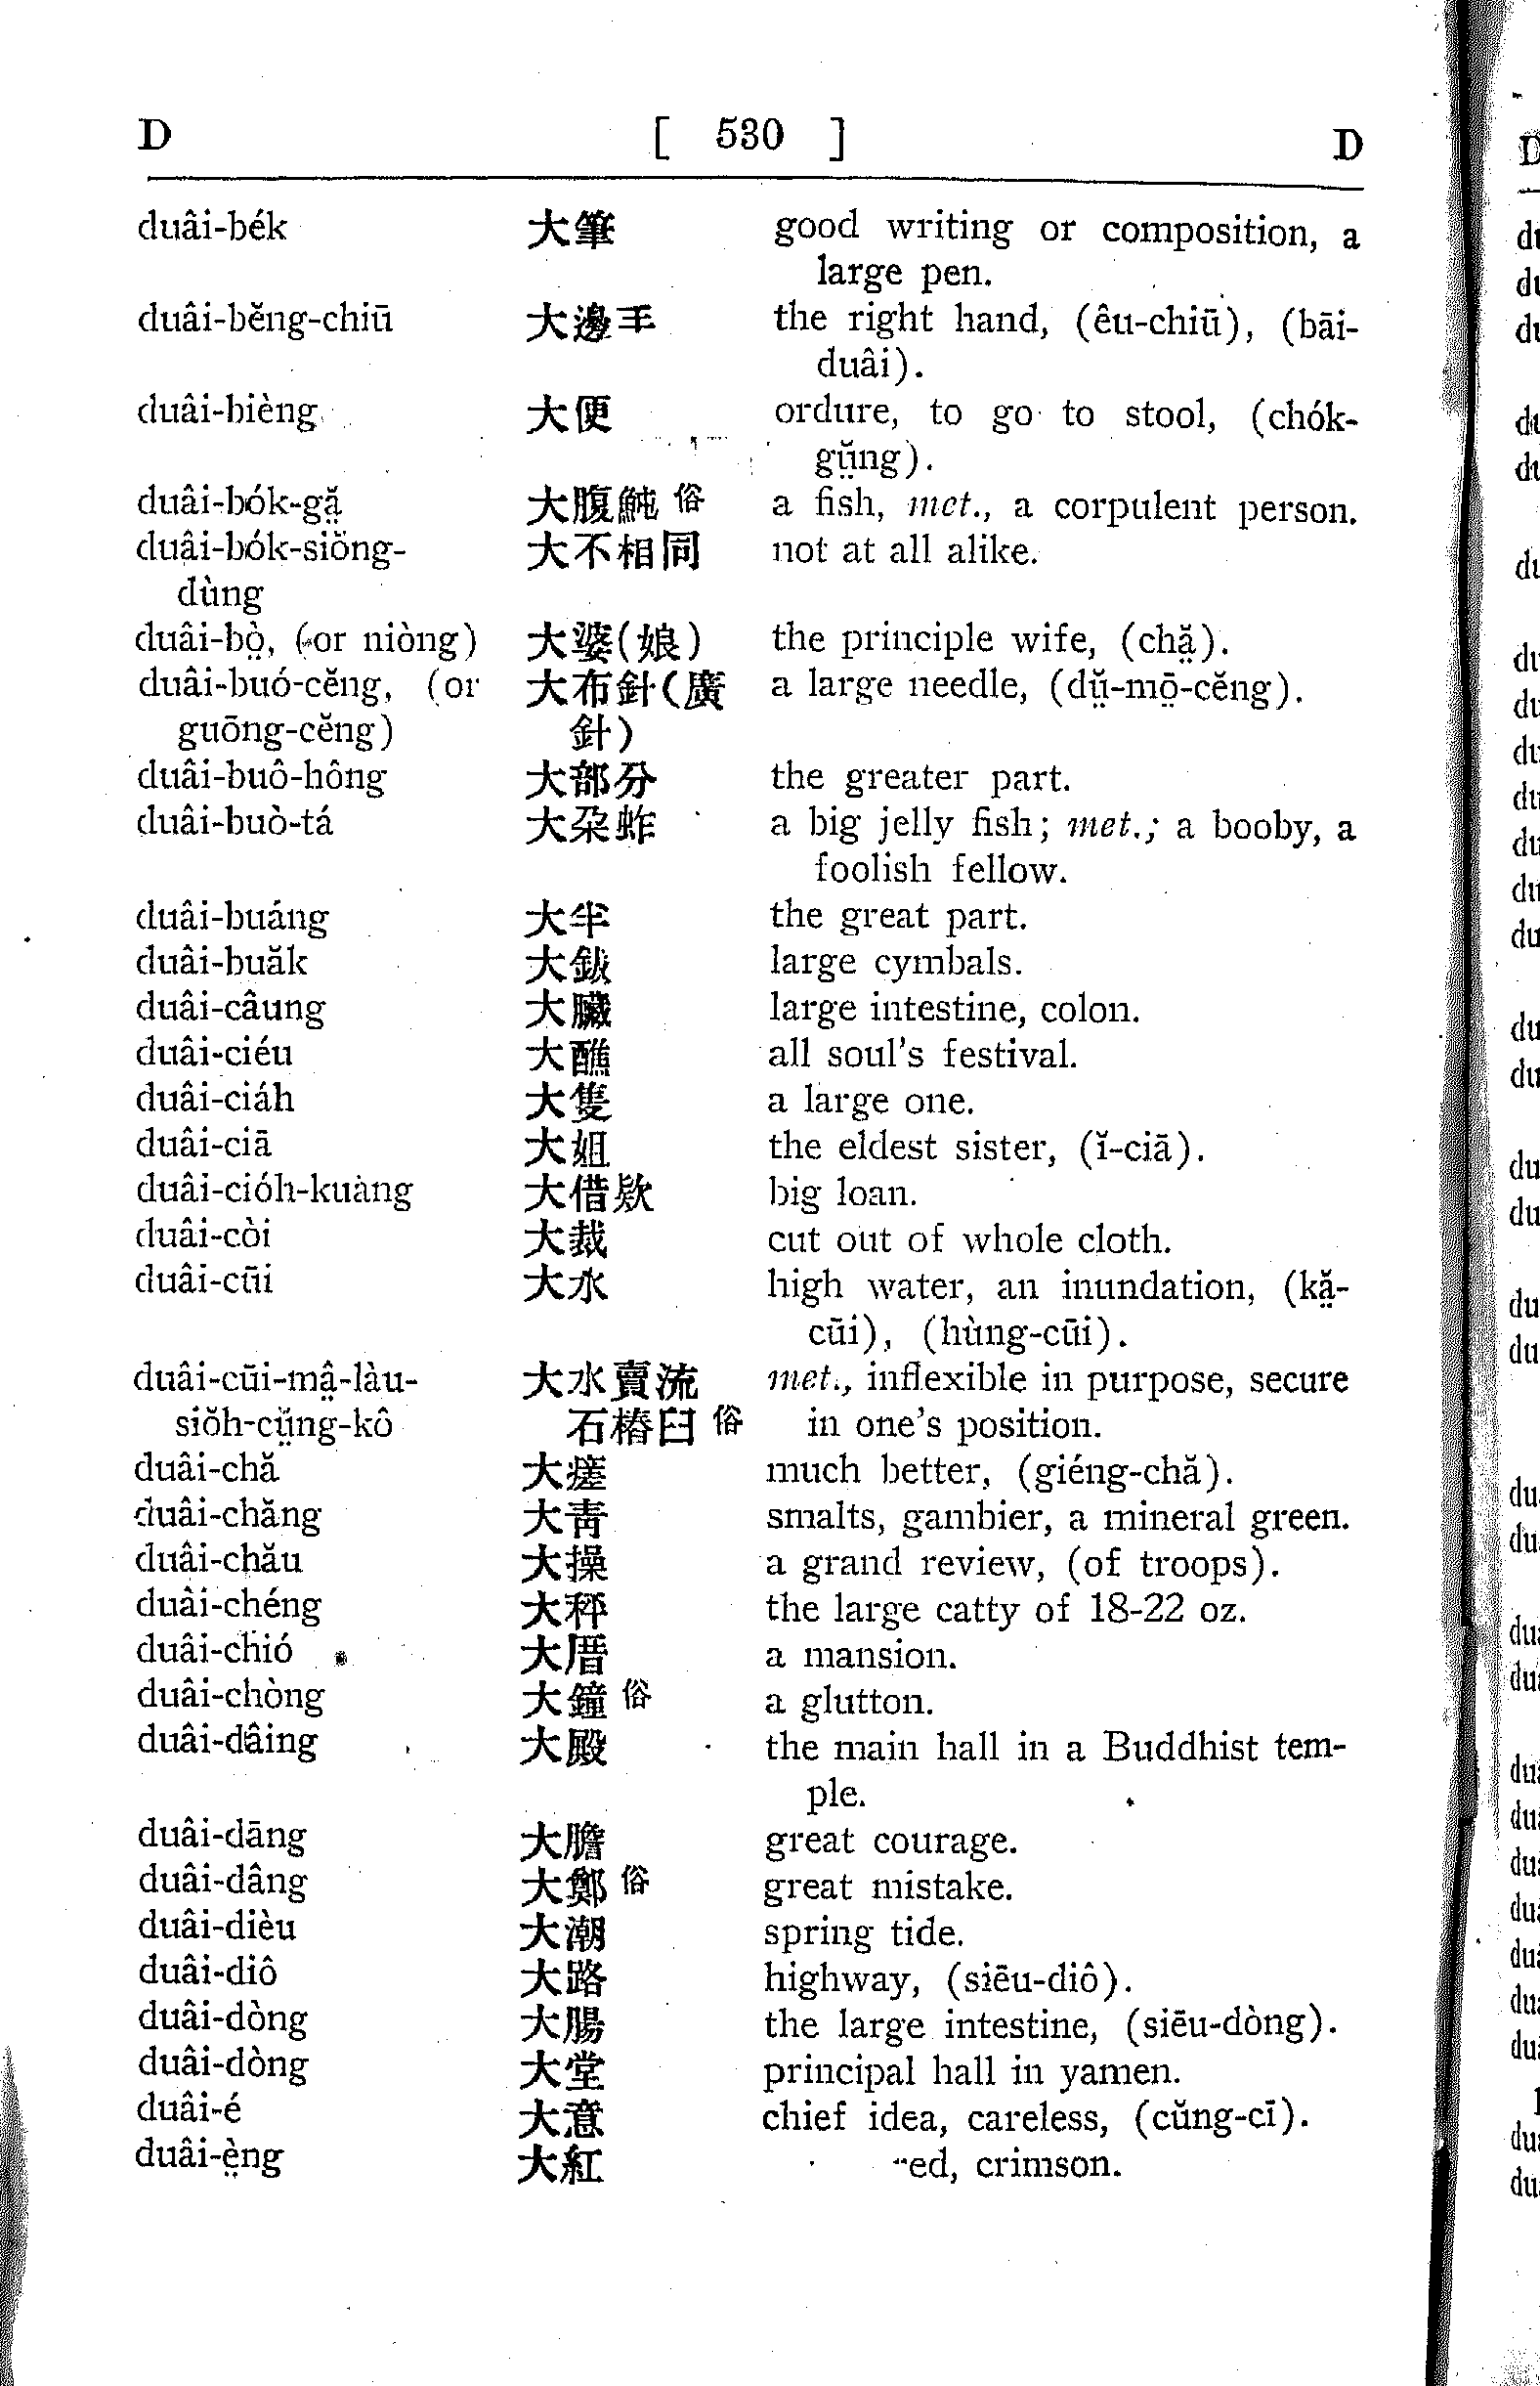 D [ 530 ] D
duâi-bék 大筆 good writing or composition, a
large pen.
duâi-bĕng-chiū 大邊手 the right hand, (êu-chiū), (bāi-
duâi).
duâi-bièng 大便 ordure, to go to stool, (chók-
gṳ̆ng).
duâi-bók-gă̤ 大腹魨俗 a fish, met., a corpulent person.
duâi-bók-siŏng- 大不相同 not at all alike.
dùng
duâi-bò̤, (or niòng) 大婆(娘) the principle wife, (chă̤).
duâi-buó-cĕng, (or 大布針(廣 a large needle, (dṳ̆-mō̤-cĕng).
guōng-cĕng) 針)
duâi-buô-hông 大部分 the greater part.
duâi-buò-tá 大朶蚱 a big jelly fish; met.; a booby, a
foolish fellow.
duâi-buáng 大半 the great part.
duâi-buăk 大鈸 large cymbals.
duâi-câung 大臟 large intestine, colon.
duâi-ciéu 大醮 all soul's festival.
duâi-ciáh 大隻 a large one.
duâi-ciā 大姐 the eldest sister, (ĭ-ciā).
duâi-cióh-kuàng 大借欵 big loan.
duâi-còi 大裁 cut out of whole cloth.
duâi-cūi 大水 high water, an inundation, (kă̤-
cūi), (hùng-cūi).
duâi-cūi-mâ̤-làu- 大水賣流 met., inflexible in purpose, secure
siŏh-cṳ̆ng-kô 石樁臼俗 in one's position.
duâi-chă 大瘥 much better, (giéng-chă).
duâi-chăng 大靑 smalts, gambier, a mineral green.
duâi-chău 大操 a grand review, (of troops).
duâi-chéng 大秤 the large catty of 18-22 oz.
duâi-chió 大厝 a mansion.
duâi-chòng 大鐘俗 a glutton.
duâi-dâing 大殿 the main hall in a Buddhist tem-
ple.
duâi-dāng 大膽 great courage.
duâi-dâng 大鄭俗 great mistake.
duâi-dièu 大潮 spring tide.
duâi-diô 大路 highway, (siēu-diô).
duâi-dòng 大腸 the large intestine, (siēu-dòng).
duâi-dòng 大堂 principal hall in yamen.
duâi-é 大意 chief idea, careless, (cŭng-cī).
duâi-è̤ng 大紅 crimson.